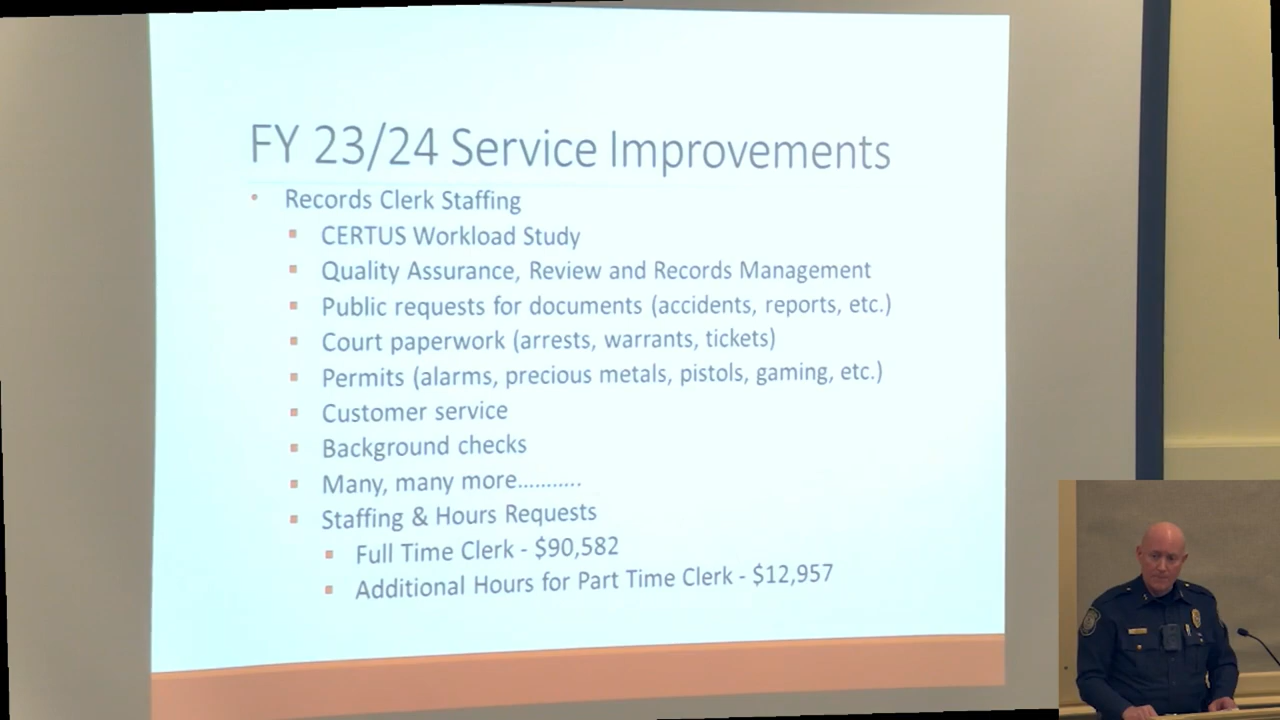 FY 23/24 Service Improvements
• Records Clerk Staffing
▪ CERTUS Workload Study
▪ Quality Assurance, Review and Records Management
▪ Public requests for documents (accidents, reports, etc.)
▪ Court paperwork (arrests, warrants, tickets)
▪ Permits (alarms, precious metals, pistols, gaming, etc.)
▪ Customer service
▪ Background checks
▪ Many, many more...........
▪ Staffing & Hours Requests
▪ Full Time Clerk - $90,582
▪ Additional Hours for Part Time Clerk - $12,957